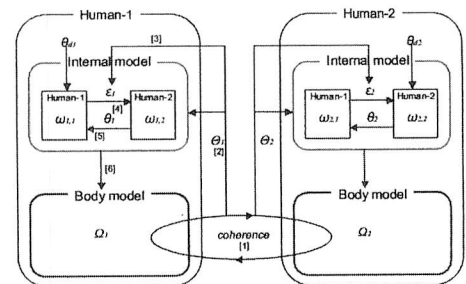 Human-1
θd1
[3]
Internal model
ε1
Human-1
[4]
Human-2
ω1,1
θ1
ω1,2
[5]
[6]
Θ1
[2]
Body model
Ω1
coherence
[1]
Human-2
θd2
Internal model
ε2
Human-1
Human-2
ω2,1
θ2
ω2,2
Θ2
Body model
Ω2